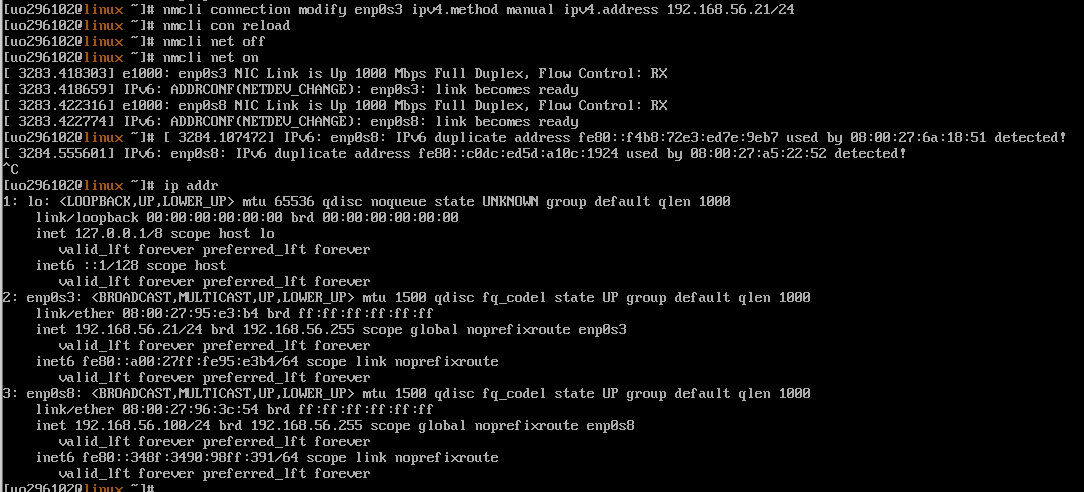 [uo296102@linux ~]# nmcli connection modify enp0s3 ipv4.method manual ipv4.address 192.168.56.21/24
[uo296102@linux ~]# nmcli con reload
[uo296102@linux ~]# nmcli net off
[uo296102@linux ~]# nmcli net on
[ 3283.418303] e1000: enp0s3 NIC Link is Up 1000 Mbps Full Duplex, Flow Control: RX
[ 3283.418659] IPv6: ADDRCONF(NETDEV_CHANGE): enp0s3: link becomes ready
[ 3283.422316] e1000: enp0s8 NIC Link is Up 1000 Mbps Full Duplex, Flow Control: RX
[ 3283.422774] IPv6: ADDRCONF(NETDEV_CHANGE): enp0s8: link becomes ready
[uo296102@linux ~]# [ 3284.107472] IPv6: enp0s8: IPv6 duplicate address fe80::f4b8:72e3:ed7e:9eb7 used by 08:00:27:6a:18:51 detected!
[ 3284.555601] IPv6: enp0s8: IPv6 duplicate address fe80::c0dc:ed5d:a10c:1924 used by 08:00:27:a5:22:52 detected!
^C
[uo296102@linux ~]# ip addr
1: lo: <LOOPBACK,UP,LOWER_UP> mtu 65536 qdisc noqueue state UNKNOWN group default qlen 1000
    link/loopback 00:00:00:00:00:00 brd 00:00:00:00:00:00
    inet 127.0.0.1/8 scope host lo
       valid_lft forever preferred_lft forever
    inet6 ::1/128 scope host
       valid_lft forever preferred_lft forever
2: enp0s3: <BROADCAST,MULTICAST,UP,LOWER_UP> mtu 1500 qdisc fq_codel state UP group default qlen 1000
    link/ether 08:00:27:95:e3:b4 brd ff:ff:ff:ff:ff:ff
    inet 192.168.56.21/24 brd 192.168.56.255 scope global noprefixroute enp0s3
       valid_lft forever preferred_lft forever
    inet6 fe80::a00:27ff:fe95:e3b4/64 scope link noprefixroute
       valid_lft forever preferred_lft forever
3: enp0s8: <BROADCAST,MULTICAST,UP,LOWER_UP> mtu 1500 qdisc fq_codel state UP group default qlen 1000
    link/ether 08:00:27:96:3c:54 brd ff:ff:ff:ff:ff:ff
    inet 192.168.56.100/24 brd 192.168.56.255 scope global noprefixroute enp0s8
       valid_lft forever preferred_lft forever
    inet6 fe80::348f:3490:98ff:391/64 scope link noprefixroute
       valid_lft forever preferred_lft forever
[uo296102@linux ~]#